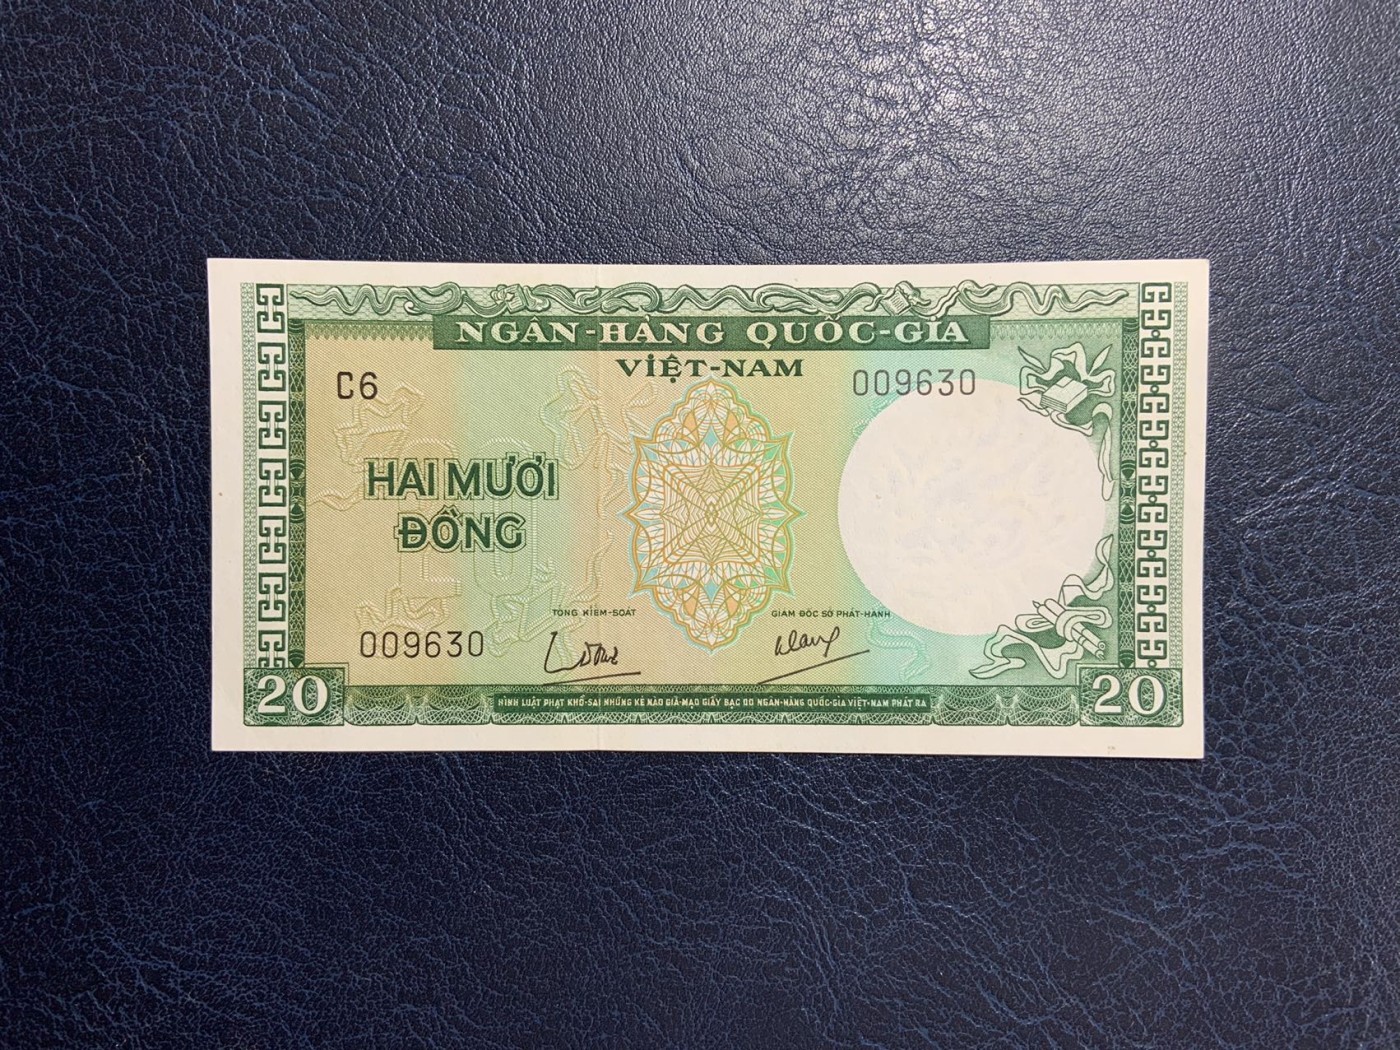 NGÂN-HÀNG QUỐC-GIA
VIỆT-NAM
C6
009630
HAI MƯƠI
ĐỒNG
TỔNG KIỂM-SOÁT
GIÁM ĐỐC SỞ PHÁT-HÀNH
009630
20
HÌNH LUẬT PHẠT KHỔ-SAI NHỮNG KẺ NÀO GIẢ-MẠO GIẤY BẠC DO NGÂN-HÀNG QUỐC-GIA VIỆT-NAM PHÁT RA
20